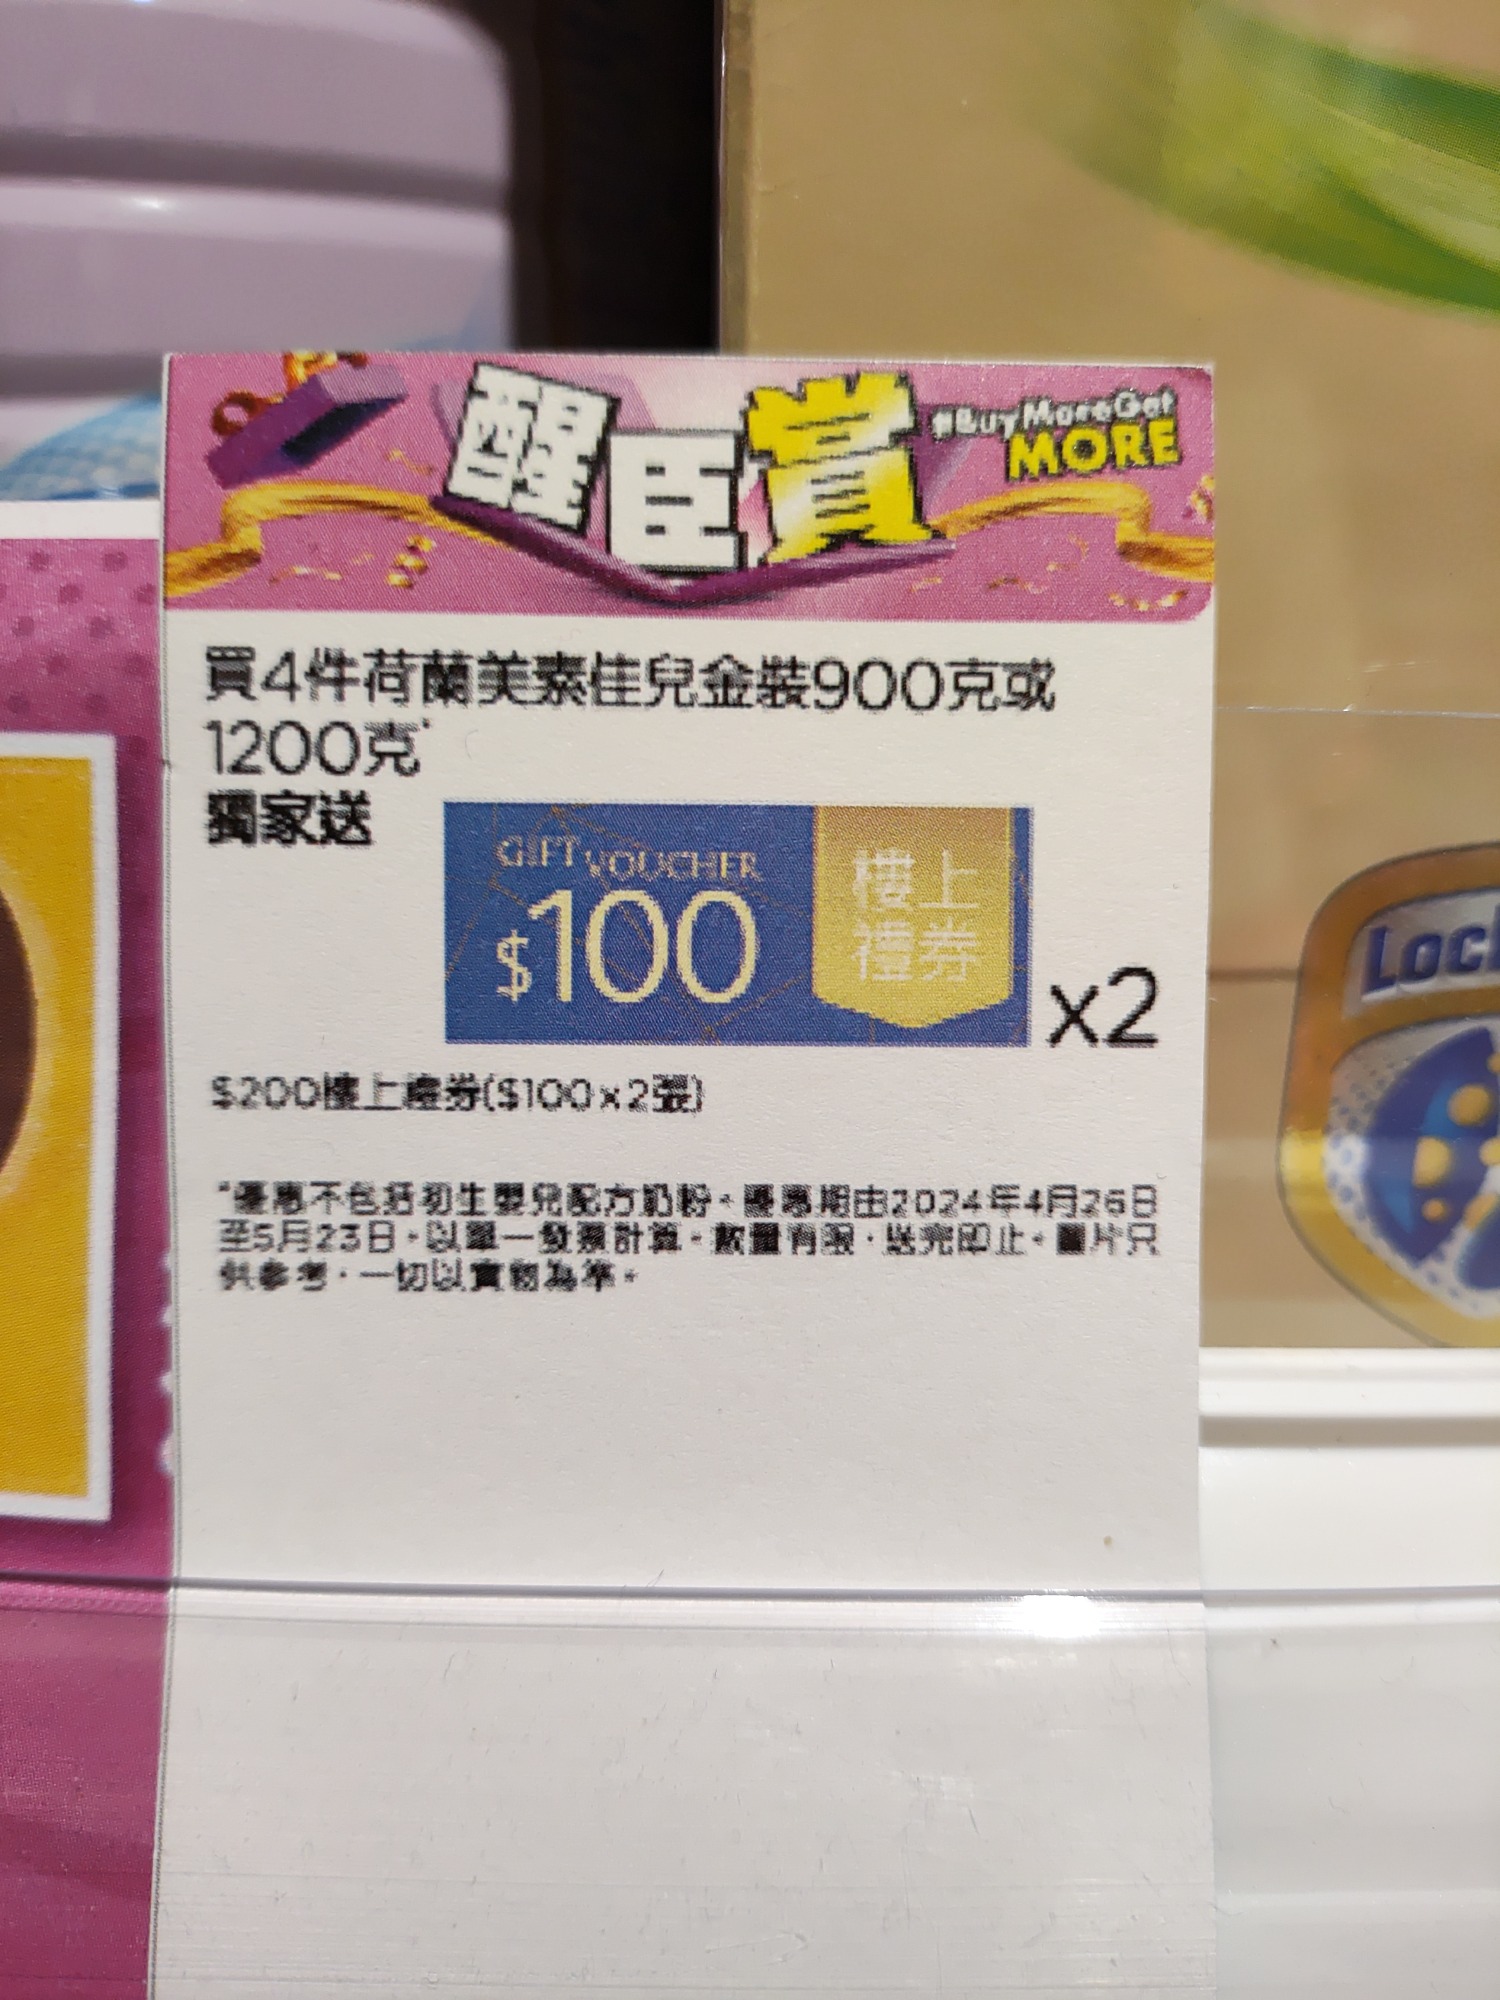 醒臣賞
#BuyMoreGet
MORE
買4件荷蘭美素佳兒金裝900克或
1200克*
獨家送
GIFT VOUCHER
$100
樓上
禮券
x2
$200樓上禮券($100x2張)
*優惠不包括初生嬰兒配方奶粉。優惠期由2024年4月26日
至5月23日。以單一發票計算。數量有限，送完即止。圖片只
供參考，一切以實物為準。
Loc